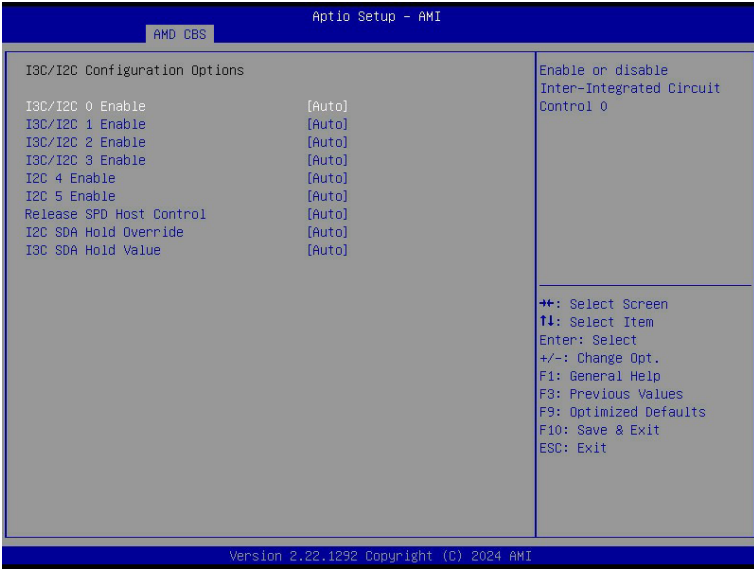 Aptio Setup - AMI
AMD CBS
I3C/I2C Configuration Options
I3C/I2C 0 Enable [Auto]
I3C/I2C 1 Enable [Auto]
I3C/I2C 2 Enable [Auto]
I3C/I2C 3 Enable [Auto]
I2C 4 Enable [Auto]
I2C 5 Enable [Auto]
Release SPD Host Control [Auto]
I2C SDA Hold Override [Auto]
I3C SDA Hold Value [Auto]
Enable or disable
Inter-Integrated Circuit
Control 0
→←: Select Screen
↑↓: Select Item
Enter: Select
+/-: Change Opt.
F1: General Help
F3: Previous Values
F9: Optimized Defaults
F10: Save & Exit
ESC: Exit
Version 2.22.1292 Copyright (C) 2024 AMI